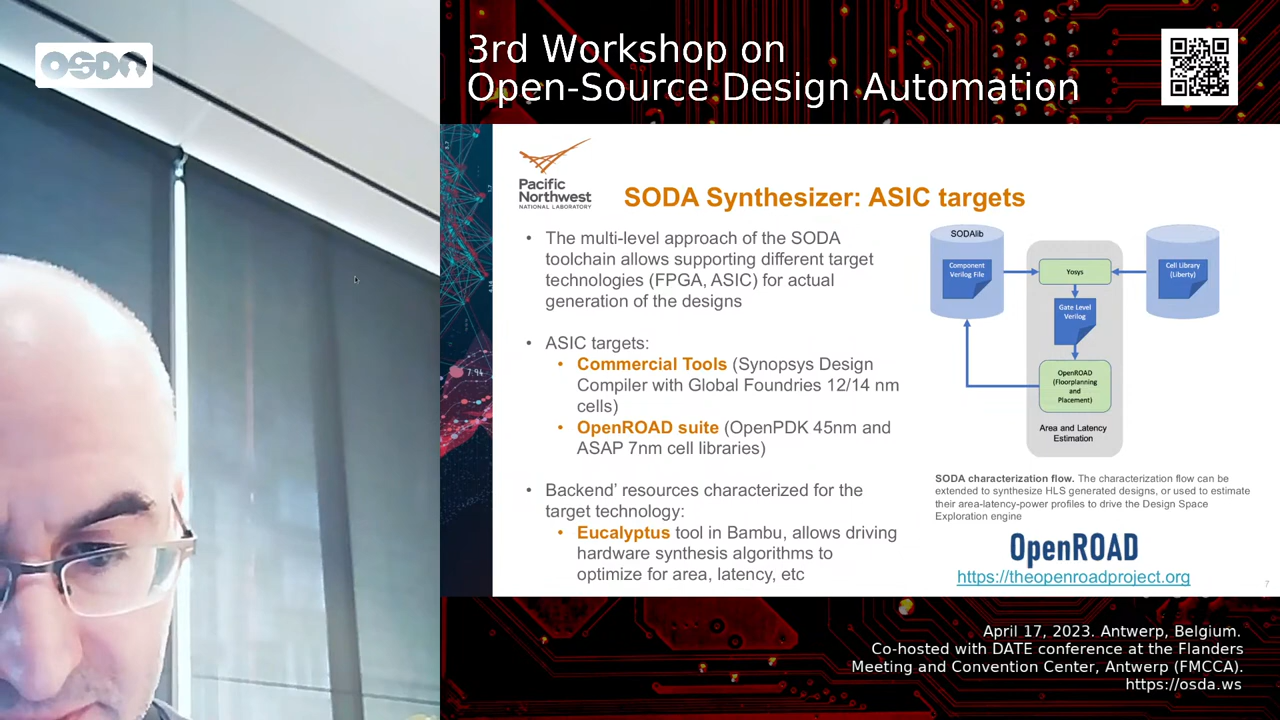 OSDA
3rd Workshop on
Open-Source Design Automation
Pacific
Northwest
NATIONAL LABORATORY
SODA Synthesizer: ASIC targets
• The multi-level approach of the SODA
toolchain allows supporting different target
technologies (FPGA, ASIC) for actual
generation of the designs
• ASIC targets:
• Commercial Tools (Synopsys Design
Compiler with Global Foundries 12/14 nm
cells)
• OpenROAD suite (OpenPDK 45nm and
ASAP 7nm cell libraries)
• Backend’ resources characterized for the
target technology:
• Eucalyptus tool in Bambu, allows driving
hardware synthesis algorithms to
optimize for area, latency, etc
SODAlib
Component
Verilog File
Yosys
Cell Library
(Liberty)
Gate Level
Verilog
OpenROAD
(Floorplanning
and
Placement)
Area and Latency
Estimation
SODA characterization flow. The characterization flow can be
extended to synthesize HLS generated designs, or used to estimate
their area-latency-power profiles to drive the Design Space
Exploration engine
OpenROAD
https://theopenroadproject.org
7
7.94
April 17, 2023. Antwerp, Belgium.
Co-hosted with DATE conference at the Flanders
Meeting and Convention Center, Antwerp (FMCCA).
https://osda.ws